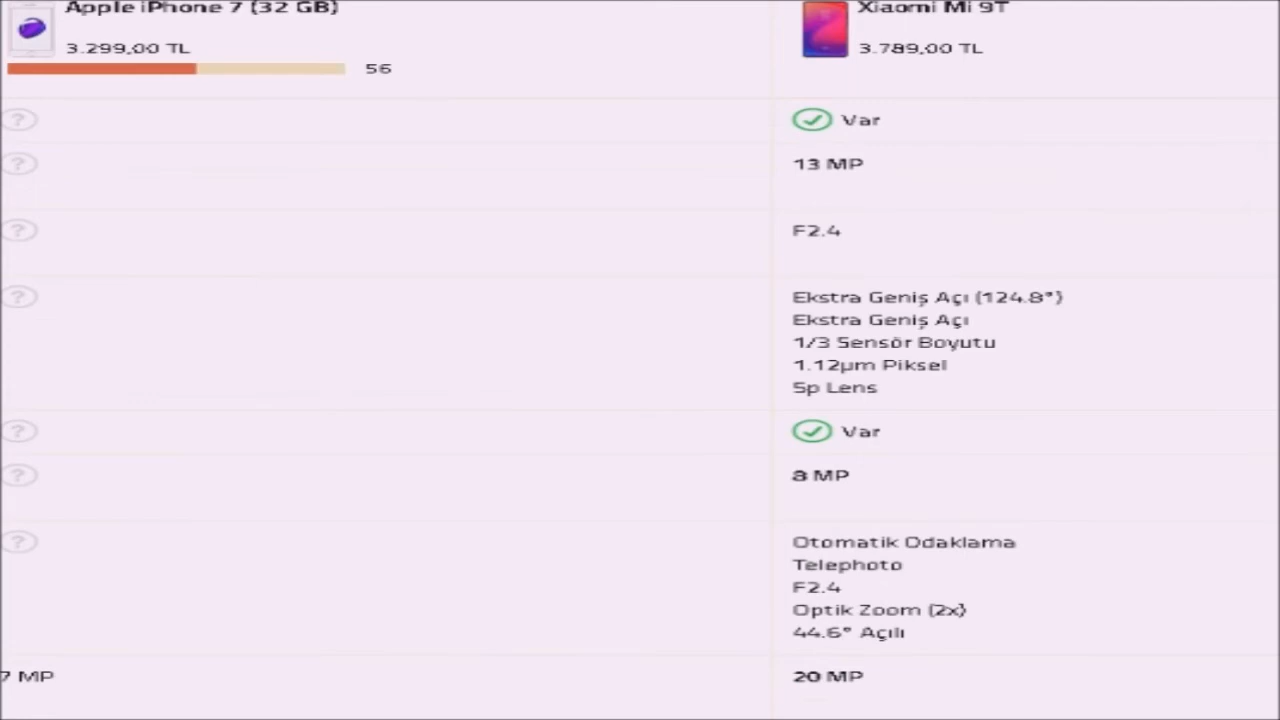 Apple iPhone 7 (32 GB)
3.299,00 TL
56
Xiaomi Mi 9T
3.789,00 TL
? Var
? 13 MP
? F2.4
? Ekstra Geniş Açı (124.8°)
Ekstra Geniş Açı
1/3 Sensör Boyutu
1.12µm Piksel
5p Lens
? Var
? 8 MP
? Otomatik Odaklama
Telephoto
F2.4
Optik Zoom (2x)
44.6° Açılı
7 MP
20 MP